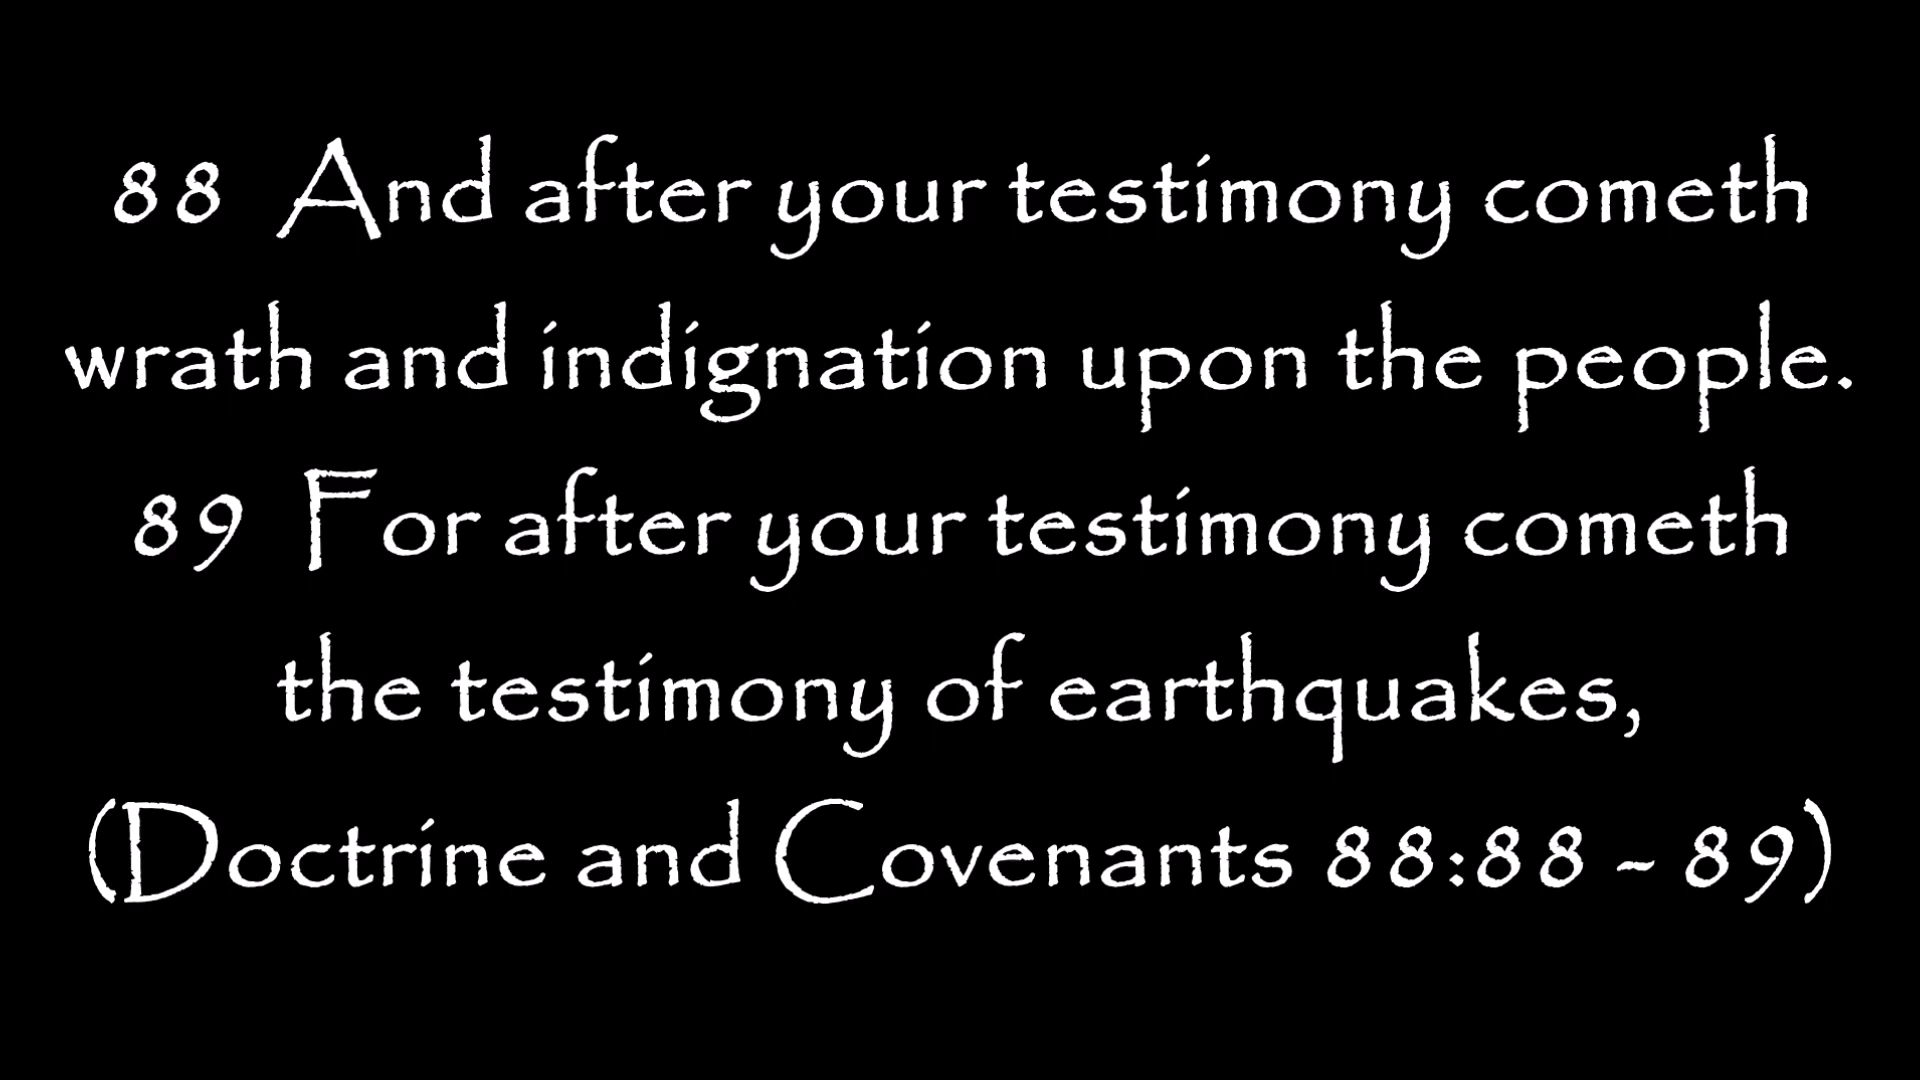 88 And after your testimony cometh
wrath and indignation upon the people.
89 For after your testimony cometh
the testimony of earthquakes,
(Doctrine and Covenants 88:88 - 89)